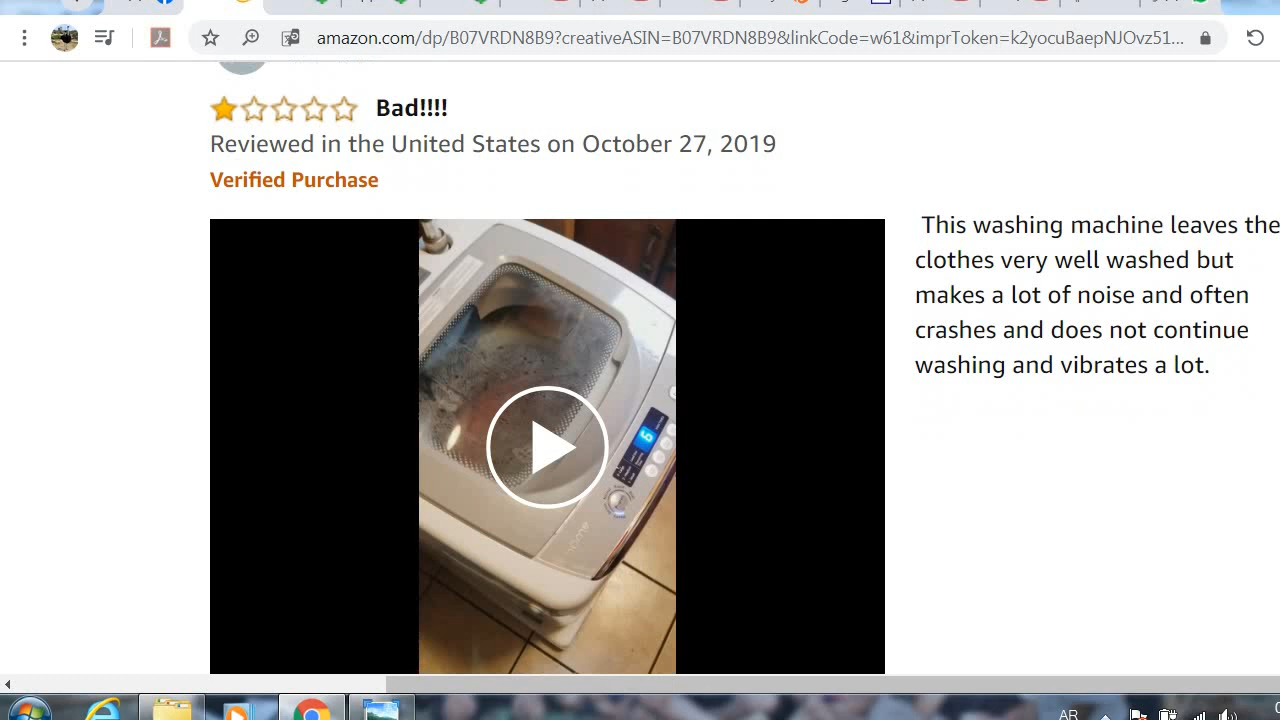 amazon.com/dp/B07VRDN8B9?creativeASIN=B07VRDN8B9&linkCode=w61&imprToken=k2yocuBaepNJOvz51...
Bad!!!!
Reviewed in the United States on October 27, 2019
Verified Purchase
This washing machine leaves the
clothes very well washed but
makes a lot of noise and often
crashes and does not continue
washing and vibrates a lot.
AR